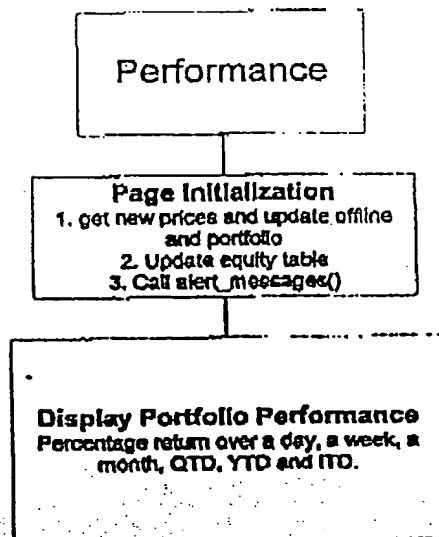 Performance
Page Initialization
1. get new prices and update offline
and portfolio
2. Update equity table
3. Call alert_messages()
Display Portfolio Performance
Percentage return over a day, a week, a
month, QTD, YTD and ITD.